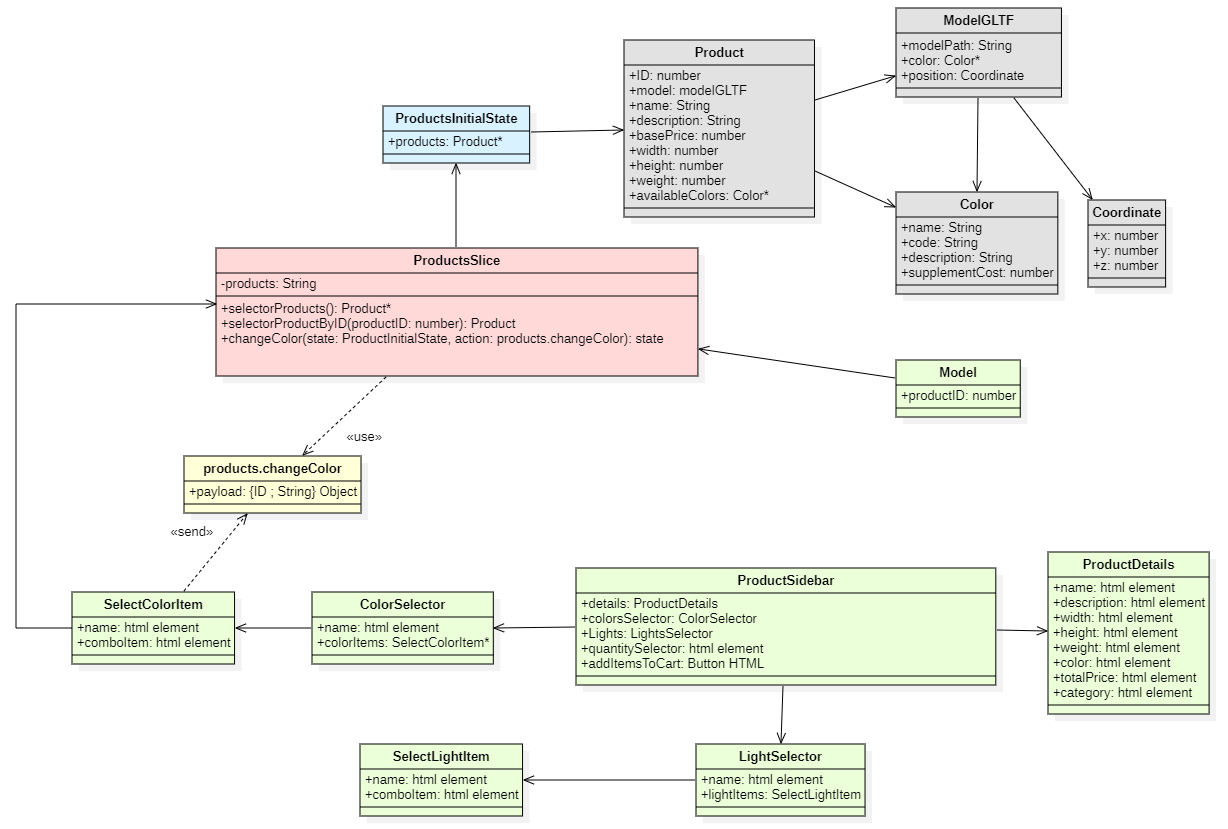 ModelGLTF
+modelPath: String
+color: Color*
+position: Coordinate
Product
+ID: number
+model: modelGLTF
+name: String
+description: String
+basePrice: number
+width: number
+height: number
+weight: number
+availableColors: Color*
ProductsInitialState
+products: Product*
Color
+name: String
+code: String
+description: String
+supplementCost: number
Coordinate
+x: number
+y: number
+z: number
ProductsSlice
-products: String
+selectorProducts(): Product*
+selectorProductByID(productID: number): Product
+changeColor(state: ProductInitialState, action: products.changeColor): state
Model
+productID: number
«use»
products.changeColor
+payload: {ID ; String} Object
«send»
SelectColorItem
+name: html element
+comboItem: html element
ColorSelector
+name: html element
+colorItems: SelectColorItem*
ProductSidebar
+details: ProductDetails
+colorsSelector: ColorSelector
+Lights: LightsSelector
+quantitySelector: html element
+addItemsToCart: Button HTML
ProductDetails
+name: html element
+description: html element
+width: html element
+height: html element
+weight: html element
+color: html element
+totalPrice: html element
+category: html element
SelectLightItem
+name: html element
+comboItem: html element
LightSelector
+name: html element
+lightItems: SelectLightItem